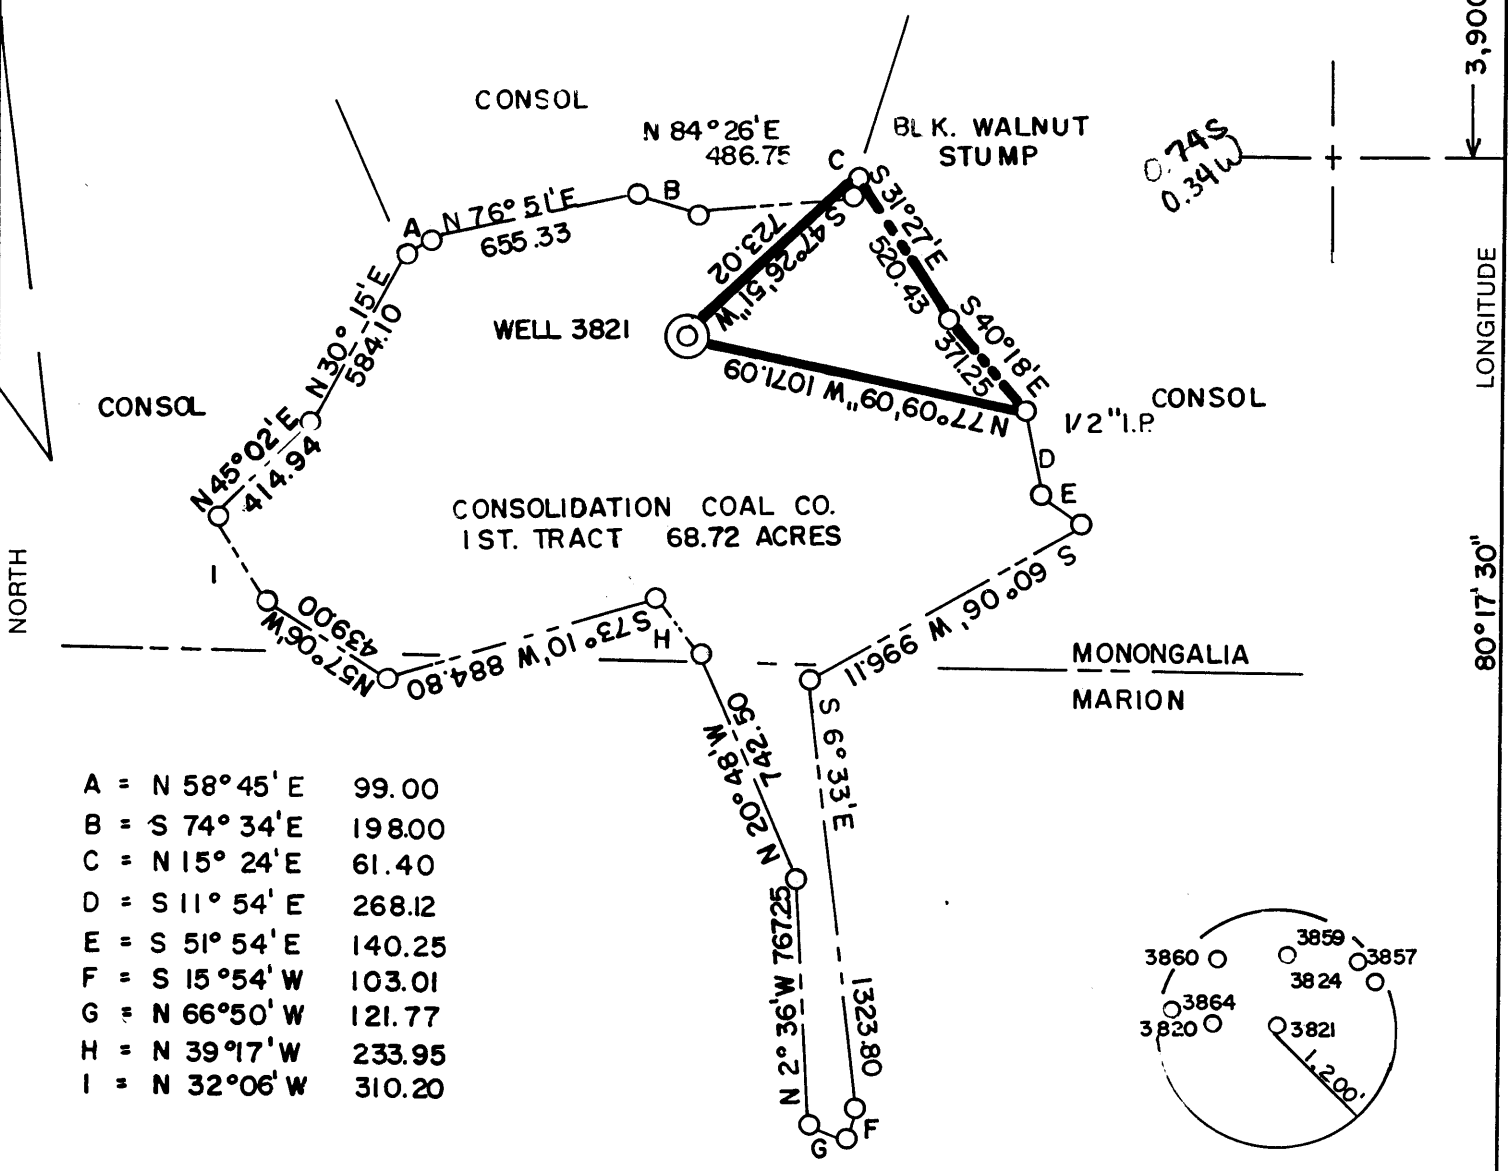 3,900
CONSOL
N 84°26'E
486.75
BLK. WALNUT
STUMP
0.74S
0.34W
C
B
A
N 76° 51'E
655.33
S 31°27'E
520.43
S 47°26'51"W
723.02
N 30° 15'E
584.10
WELL 3821
S 40°18'E
371.25
N77°09'09"W 1071.09
1/2" I.P.
CONSOL
CONSOL
LONGITUDE
80°17'30"
N45°02'E
414.94
D
E
CONSOLIDATION COAL CO.
1ST. TRACT 68.72 ACRES
NORTH
I
N57°06'W
439.00
S73°10'W 884.80
H
S 60°06'W 996.11
MONONGALIA
MARION
N 20°48'W
742.50
S 6°33'E
1323.80
N 2°36'W 767.25
F
G
A = N 58°45'E 99.00
B = S 74°34'E 198.00
C = N 15° 24'E 61.40
D = S 11° 54'E 268.12
E = S 51° 54'E 140.25
F = S 15°54'W 103.01
G = N 66°50'W 121.77
H = N 39°17'W 233.95
I = N 32°06'W 310.20
3859
3860
3857
3824
3864
3820
3821
1,200'